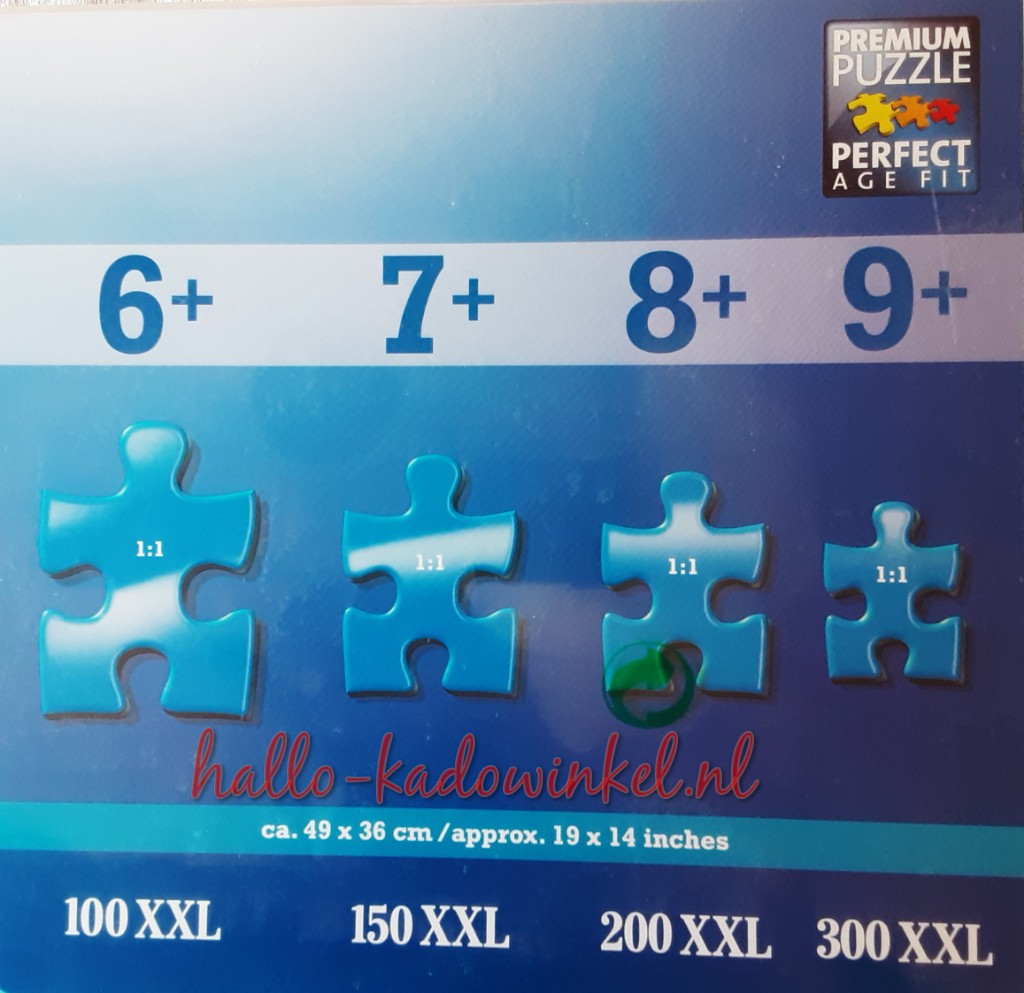 PREMIUM
PUZZLE
PERFECT
AGE FIT
6+ 7+ 8+ 9+
1:1 1:1 1:1 1:1
hallo-kadowinkel.nl
ca. 49 x 36 cm/approx. 19 x 14 inches
100 XXL 150 XXL 200 XXL 300 XXL